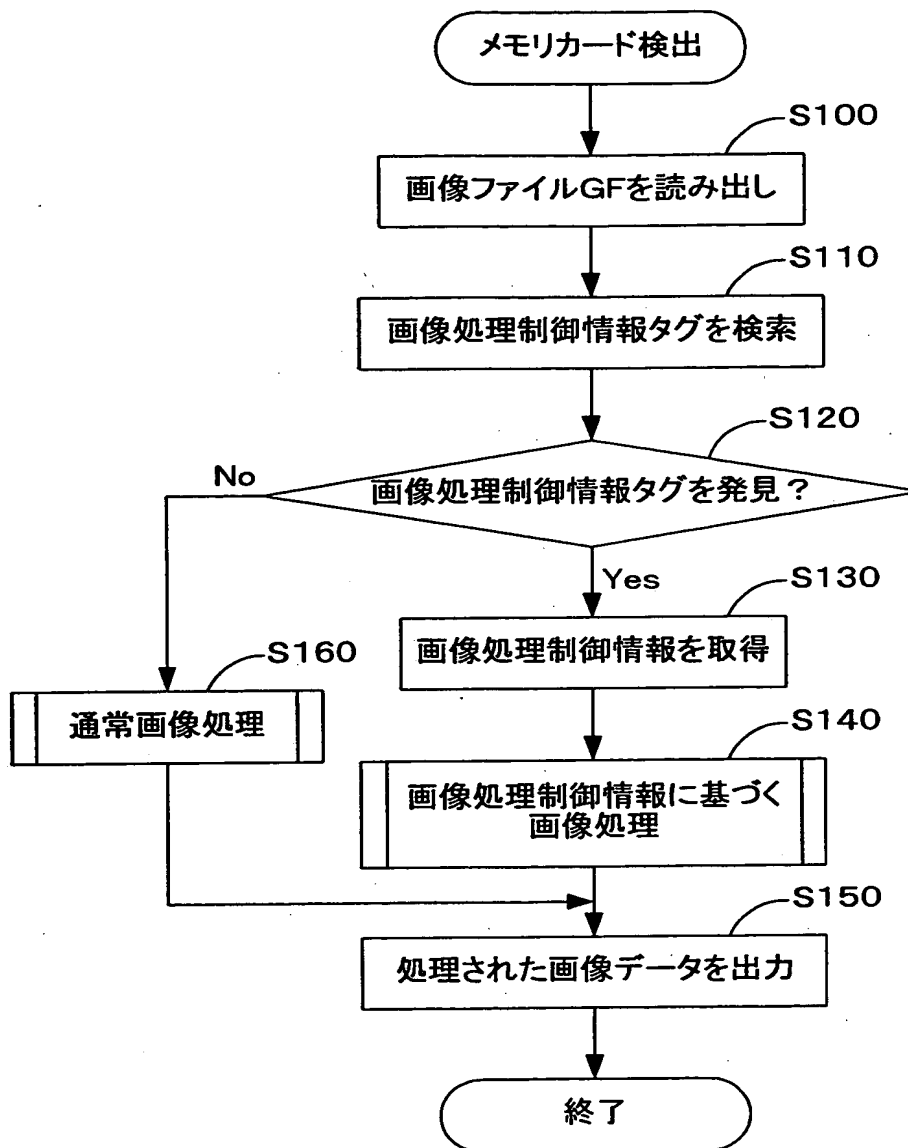 メモリカード検出
S100
画像ファイルGFを読み出し
S110
画像処理制御情報タグを検索
S120
画像処理制御情報タグを発見？
No
Yes
S130
画像処理制御情報を取得
S160
通常画像処理
S140
画像処理制御情報に基づく
画像処理
S150
処理された画像データを出力
終了